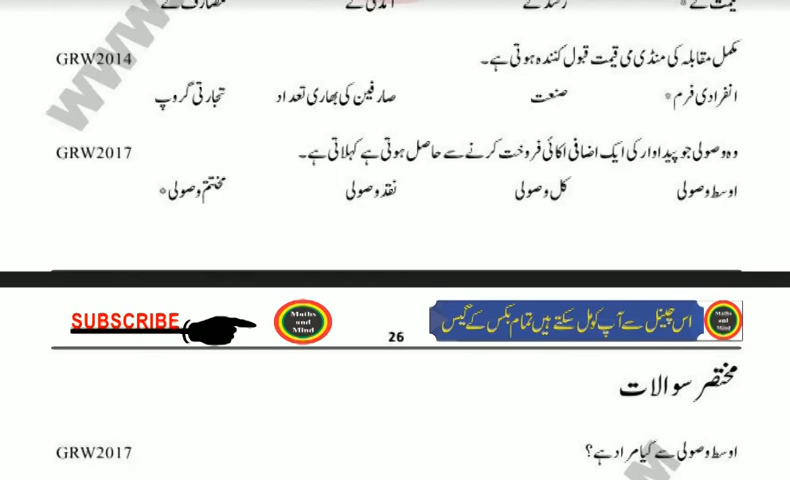 قیمت کے * رسد کے آمدنی کے مصارف کے
مکمل مقابلہ کی منڈی می قیمت قبول کنندہ ہوتی ہے۔ GRW2014
انفرادی فرم* صنعت صارفین کی بھاری تعداد تجارتی گروپ
وہ وصولی جو پیداوار کی ایک اضافی اکائی فروخت کرنے سے حاصل ہوتی ہے کہلاتی ہے۔ GRW2017
اوسط وصولی کل وصولی نقد وصولی مختتم وصولی*
SUBSCRIBE Maths and Mind 26 اس چینل سے آپ کو مل سکتے ہیں تمام بکس کے گیس Maths and Mind
مختصر سوالات
اوسط وصولی سے کیا مراد ہے؟ GRW2017
WWW
M